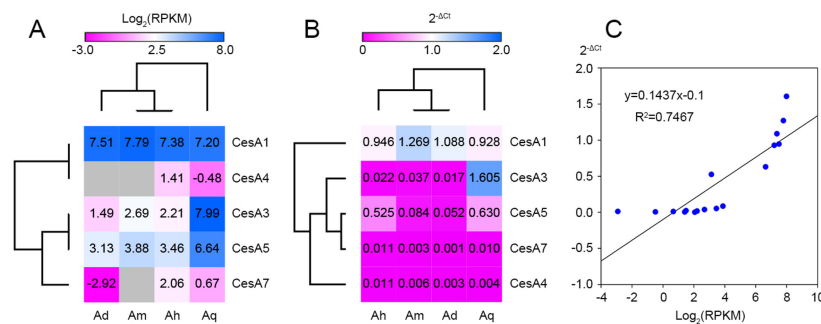 A
Log2(RPKM)
-3.0 2.5 8.0
7.51 7.79 7.38 7.20 CesA1
1.41 -0.48 CesA4
1.49 2.69 2.21 7.99 CesA3
3.13 3.88 3.46 6.64 CesA5
-2.92 2.06 0.67 CesA7
Ad Am Ah Aq
B
2-ΔCt
0 1.0 2.0
0.946 1.269 1.088 0.928 CesA1
0.022 0.037 0.017 1.605 CesA3
0.525 0.084 0.052 0.630 CesA5
0.011 0.003 0.001 0.010 CesA7
0.011 0.006 0.003 0.004 CesA4
Ah Am Ad Aq
C
2-ΔCt
2.0
1.5
1.0
0.5
0.0
-0.5
-1.0
y=0.1437x-0.1
R2=0.7467
-4 -2 0 2 4 6 8 10
Log2(RPKM)